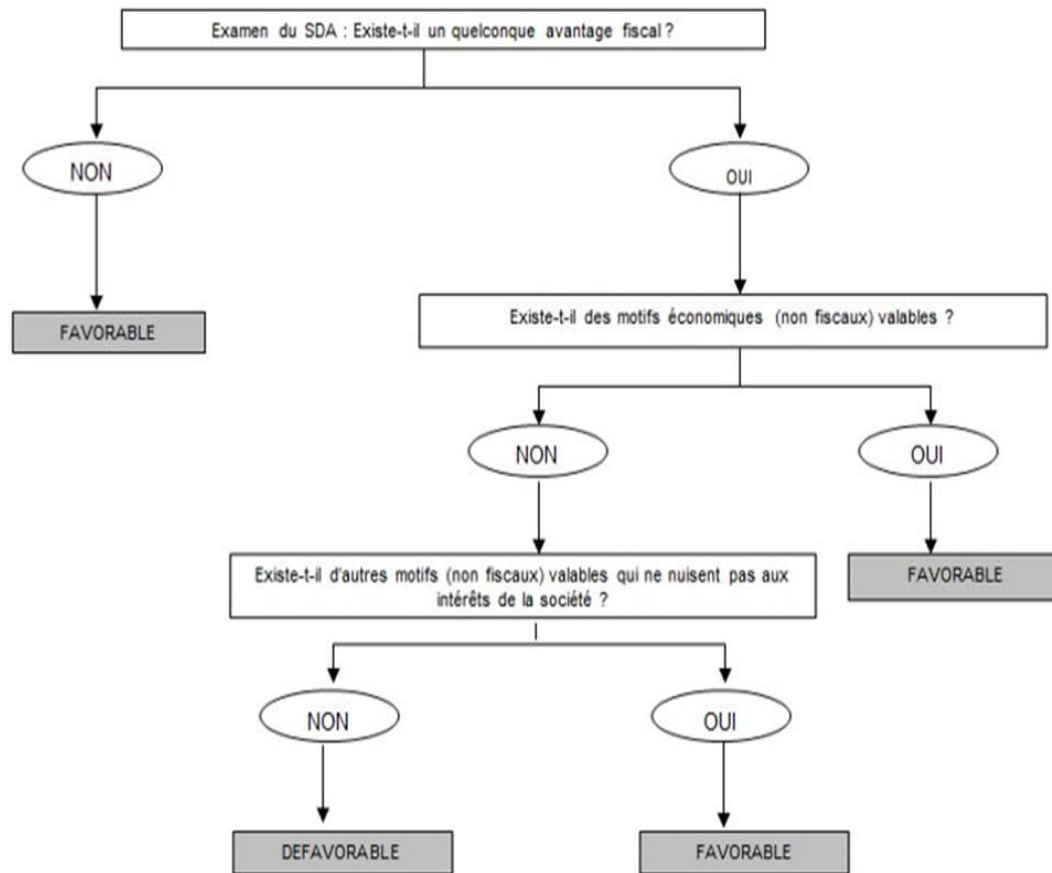 Examen du SDA : Existe-t-il un quelconque avantage fiscal ?
NON
OUI
FAVORABLE
Existe-t-il des motifs économiques (non fiscaux) valables ?
NON
OUI
Existe-t-il d'autres motifs (non fiscaux) valables qui ne nuisent pas aux
intérêts de la société ?
FAVORABLE
NON
OUI
DEFAVORABLE
FAVORABLE